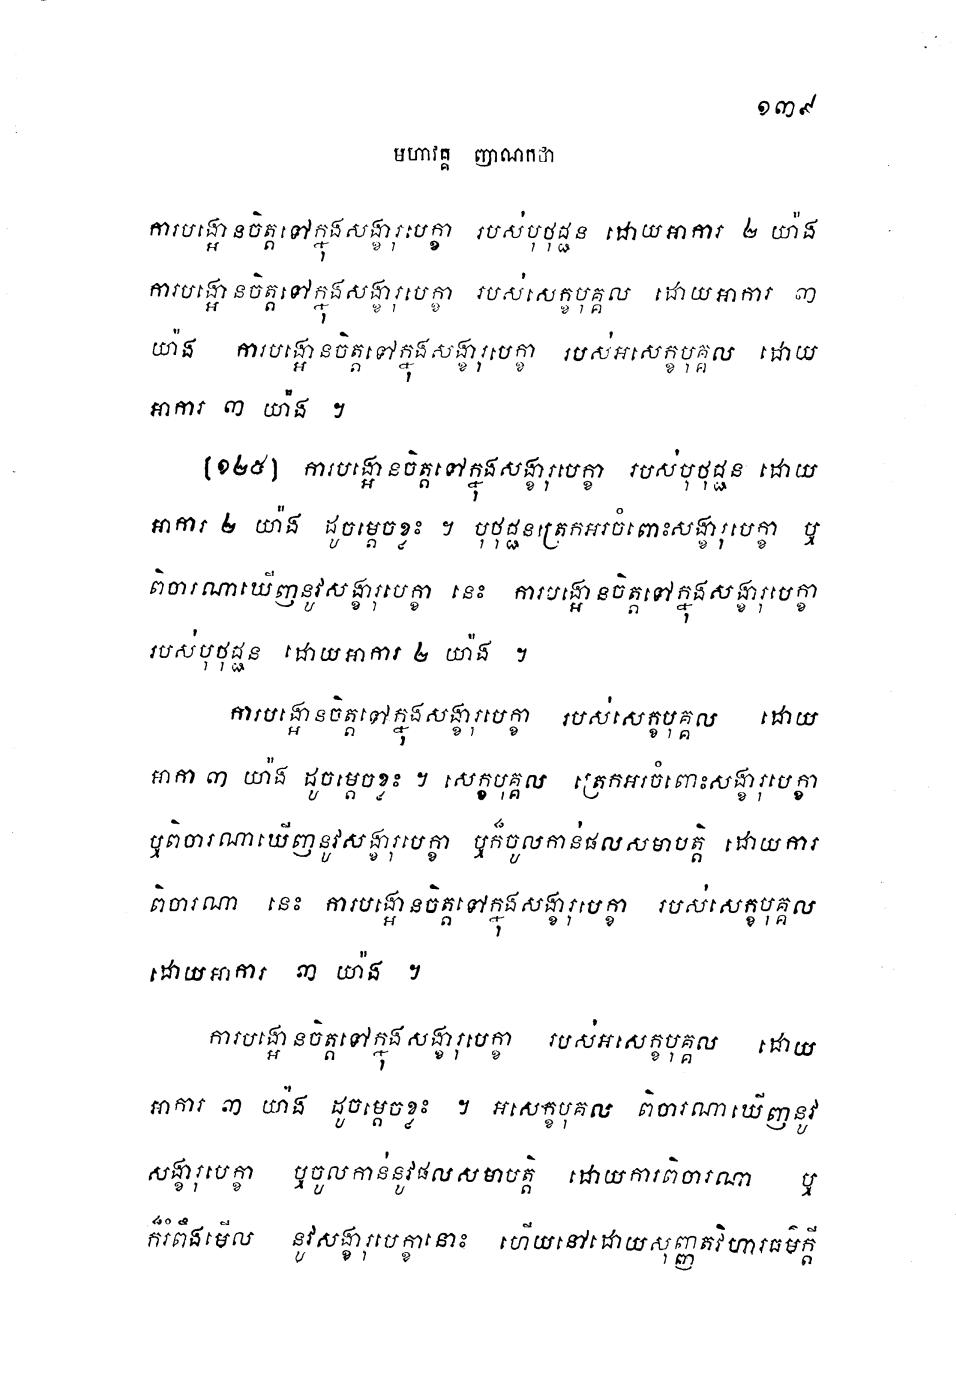 ១៣៩
មហាវគ្គ ញាណកថា
ការបង្អោនចិត្តទៅក្នុងសង្ខារុបេក្ខា របស់បុថុជ្ជន ដោយអាការ ២ យ៉ាង
ការបង្អោនចិត្តទៅក្នុងសង្ខារុបេក្ខា របស់សេក្ខបុគ្គល ដោយអាការ ៣
យ៉ាង ការបង្អោនចិត្តទៅក្នុងសង្ខារុបេក្ខា របស់អសេក្ខបុគ្គល ដោយ
អាការ ៣ យ៉ាង ។
(១២៥) ការបង្អោនចិត្តទៅក្នុងសង្ខារុបេក្ខា របស់បុថុជ្ជន ដោយ
អាការ ២ យ៉ាង ដូចម្តេចខ្លះ ។ បុថុជ្ជនត្រេកអរចំពោះសង្ខារុបេក្ខា ឬ
ពិចារណាឃើញនូវសង្ខារុបេក្ខា នេះ ការបង្អោនចិត្តទៅក្នុងសង្ខារុបេក្ខា
របស់បុថុជ្ជន ដោយអាការ ២ យ៉ាង ។
ការបង្អោនចិត្តទៅក្នុងសង្ខារុបេក្ខា របស់សេក្ខបុគ្គល ដោយ
អាកា ៣ យ៉ាង ដូចម្តេចខ្លះ ។ សេក្ខបុគ្គល ត្រេកអរចំពោះសង្ខារុបេក្ខា
ឬពិចារណាឃើញនូវសង្ខារុបេក្ខា ឬក៏ចូលកាន់ផលសមាបត្តិ ដោយការ
ពិចារណា នេះ ការបង្អោនចិត្តទៅក្នុងសង្ខារុបេក្ខា របស់សេក្ខបុគ្គល
ដោយអាការ ៣ យ៉ាង ។
ការបង្អោនចិត្តទៅក្នុងសង្ខារុបេក្ខា របស់អសេក្ខបុគ្គល ដោយ
អាការ ៣ យ៉ាង ដូចម្តេចខ្លះ ។ អសេក្ខបុគល ពិចារណាឃើញនូវ
សង្ខារុបេក្ខា ឬចូលកាន់នូវផលសមាបត្តិ ដោយការពិចារណា ឬ
ក៏រំពឹងមើល នូវសង្ខារុបេក្ខានោះ ហើយនៅដោយសុញ្ញតវិហារធម៌ក្តី